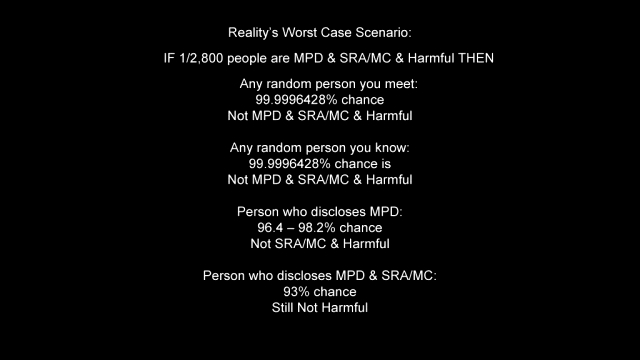 Reality's Worst Case Scenario:
IF 1/2,800 people are MPD & SRA/MC & Harmful THEN
Any random person you meet:
99.9996428% chance
Not MPD & SRA/MC & Harmful
Any random person you know:
99.9996428% chance is
Not MPD & SRA/MC & Harmful
Person who discloses MPD:
96.4 – 98.2% chance
Not SRA/MC & Harmful
Person who discloses MPD & SRA/MC:
93% chance
Still Not Harmful